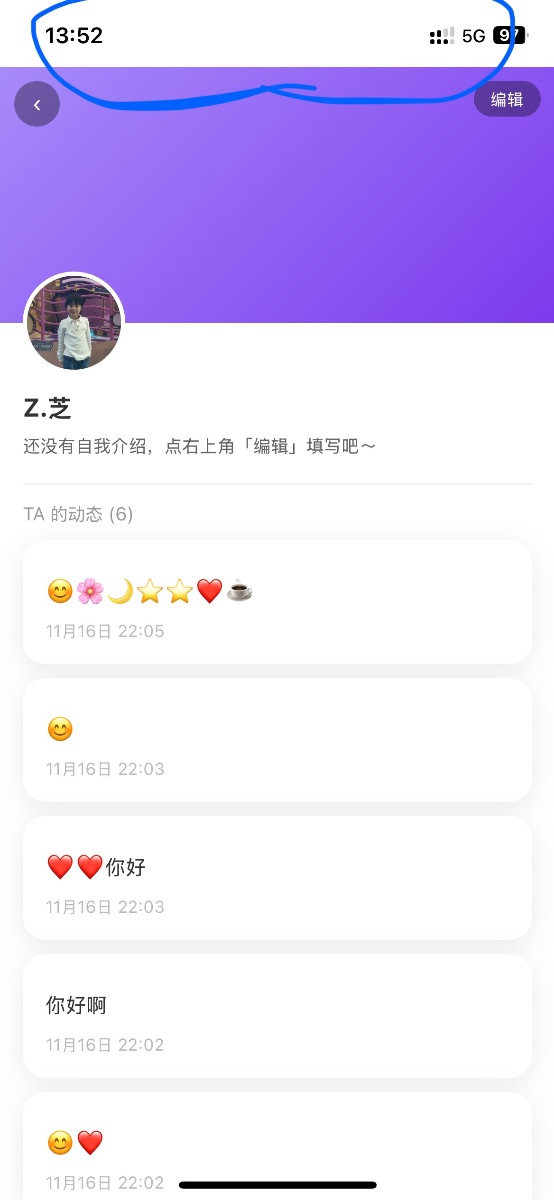 13:52
5G
97
编辑
Z.芝
还没有自我介绍，点右上角「编辑」填写吧～
TA 的动态 (6)
😊🌸🌙⭐⭐❤️☕
11月16日 22:05
😊
11月16日 22:03
❤️❤️你好
11月16日 22:03
你好啊
11月16日 22:02
😊❤️
11月16日 22:02